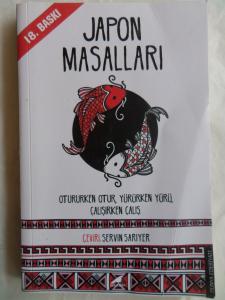 18. BASKI
JAPON
MASALLARI
OTURURKEN OTUR, YÜRÜRKEN YÜRÜ,
ÇALIŞIRKEN ÇALIŞ
ÇEVİRİ: SERVİN SARIYER